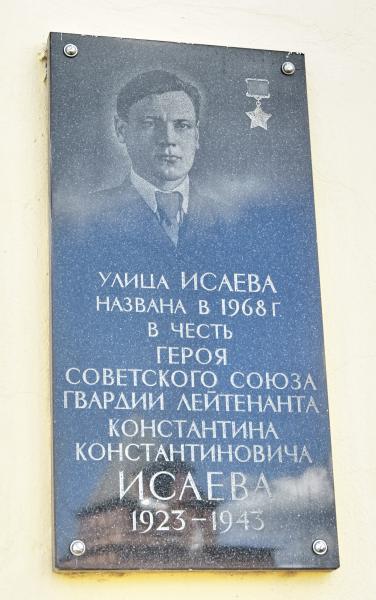 УЛИЦА ИСАЕВА
НАЗВАНА В 1968 Г.
В ЧЕСТЬ
ГЕРОЯ
СОВЕТСКОГО СОЮЗА
ГВАРДИИ ЛЕЙТЕНАНТА
КОНСТАНТИНА
КОНСТАНТИНОВИЧА
ИСАЕВА
1923-1943